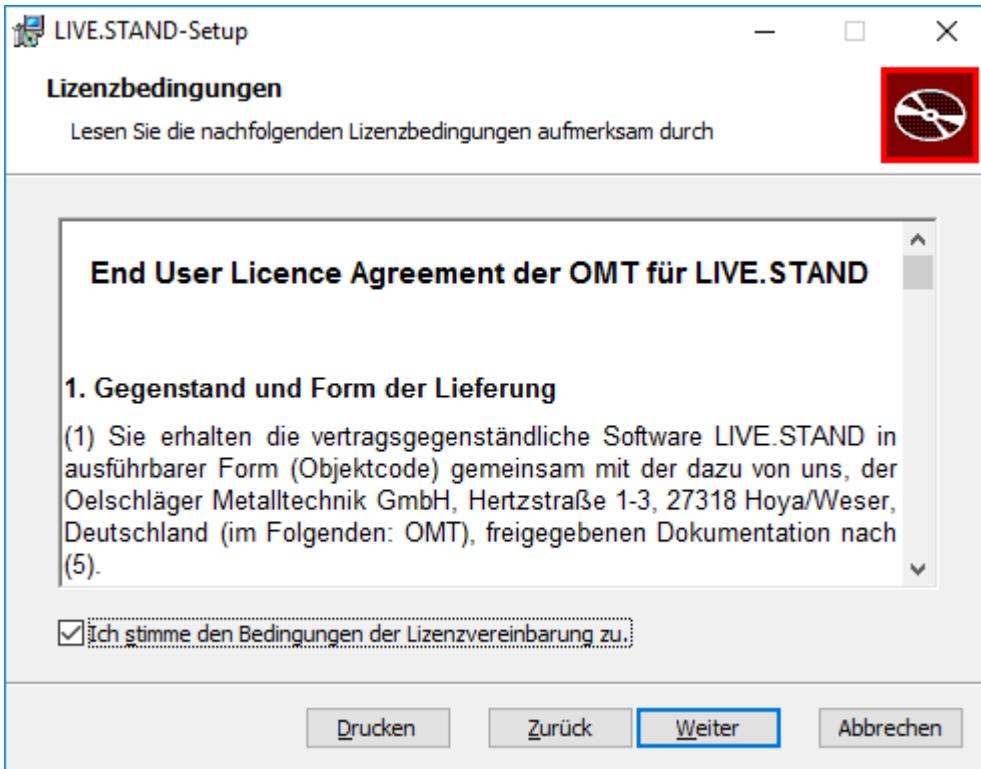 LIVE.STAND-Setup
Lizenzbedingungen
Lesen Sie die nachfolgenden Lizenzbedingungen aufmerksam durch
End User Licence Agreement der OMT für LIVE.STAND
1. Gegenstand und Form der Lieferung
(1) Sie erhalten die vertragsgegenständliche Software LIVE.STAND in
ausführbarer Form (Objektcode) gemeinsam mit der dazu von uns, der
Oelschläger Metalltechnik GmbH, Hertzstraße 1-3, 27318 Hoya/Weser,
Deutschland (im Folgenden: OMT), freigegebenen Dokumentation nach
(5).
Ich stimme den Bedingungen der Lizenzvereinbarung zu.
Drucken Zurück Weiter Abbrechen